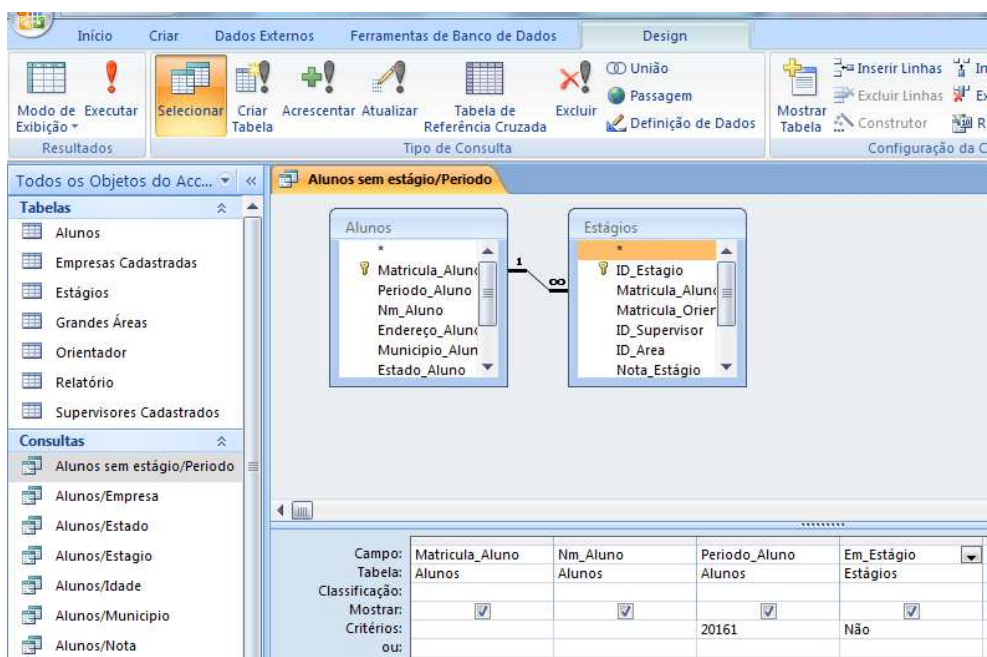 Início Criar Dados Externos Ferramentas de Banco de Dados Design
Modo de Exibição
Executar
Resultados
Selecionar
Criar Tabela
Acrescentar
Atualizar
Tabela de Referência Cruzada
Excluir
União
Passagem
Definição de Dados
Tipo de Consulta
Mostrar Tabela
Inserir Linhas
Excluir Linhas
Construtor
In
Ex
R
Configuração da C
Todos os Objetos do Acc...
Tabelas
Alunos
Empresas Cadastradas
Estágios
Grandes Áreas
Orientador
Relatório
Supervisores Cadastrados
Consultas
Alunos sem estágio/Periodo
Alunos/Empresa
Alunos/Estado
Alunos/Estagio
Alunos/Idade
Alunos/Municipio
Alunos/Nota
Alunos sem estágio/Periodo
Alunos
*
Matricula_Alun
Periodo_Aluno
Nm_Aluno
Endereço_Alun
Municipio_Alun
Estado_Aluno
1
∞
Estágios
*
ID_Estagio
Matricula_Alun
Matricula_Orier
ID_Supervisor
ID_Area
Nota_Estágio
Campo: Matricula_Aluno Nm_Aluno Periodo_Aluno Em_Estágio
Tabela: Alunos Alunos Alunos Estágios
Classificação:
Mostrar:
Critérios: 20161 Não
ou: